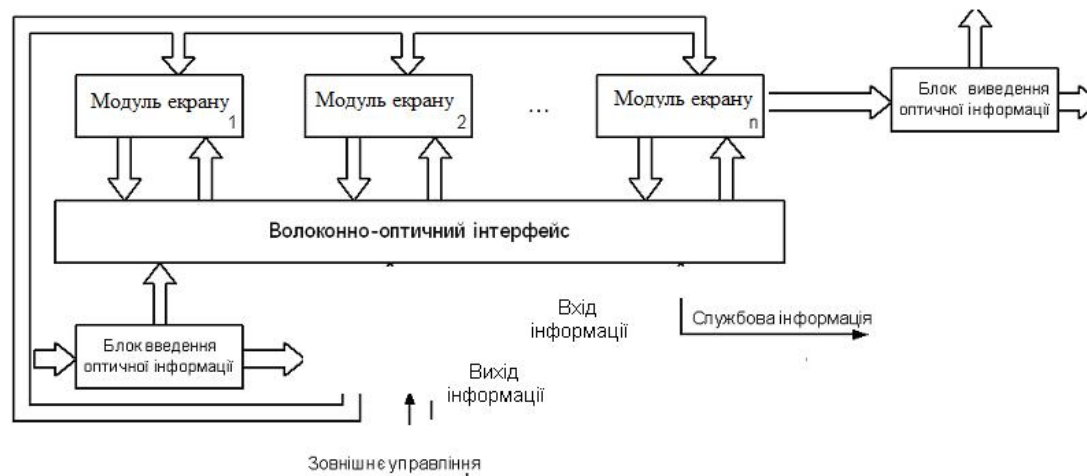 Модуль екрану
1
Модуль екрану
2
...
Модуль екрану
n
Блок виведення
оптичної інформації
Волоконно-оптичний інтерфейс
Вхід
інформації
Службова інформація
Блок введення
оптичної інформації
Вихід
інформації
Зовнішнє управління